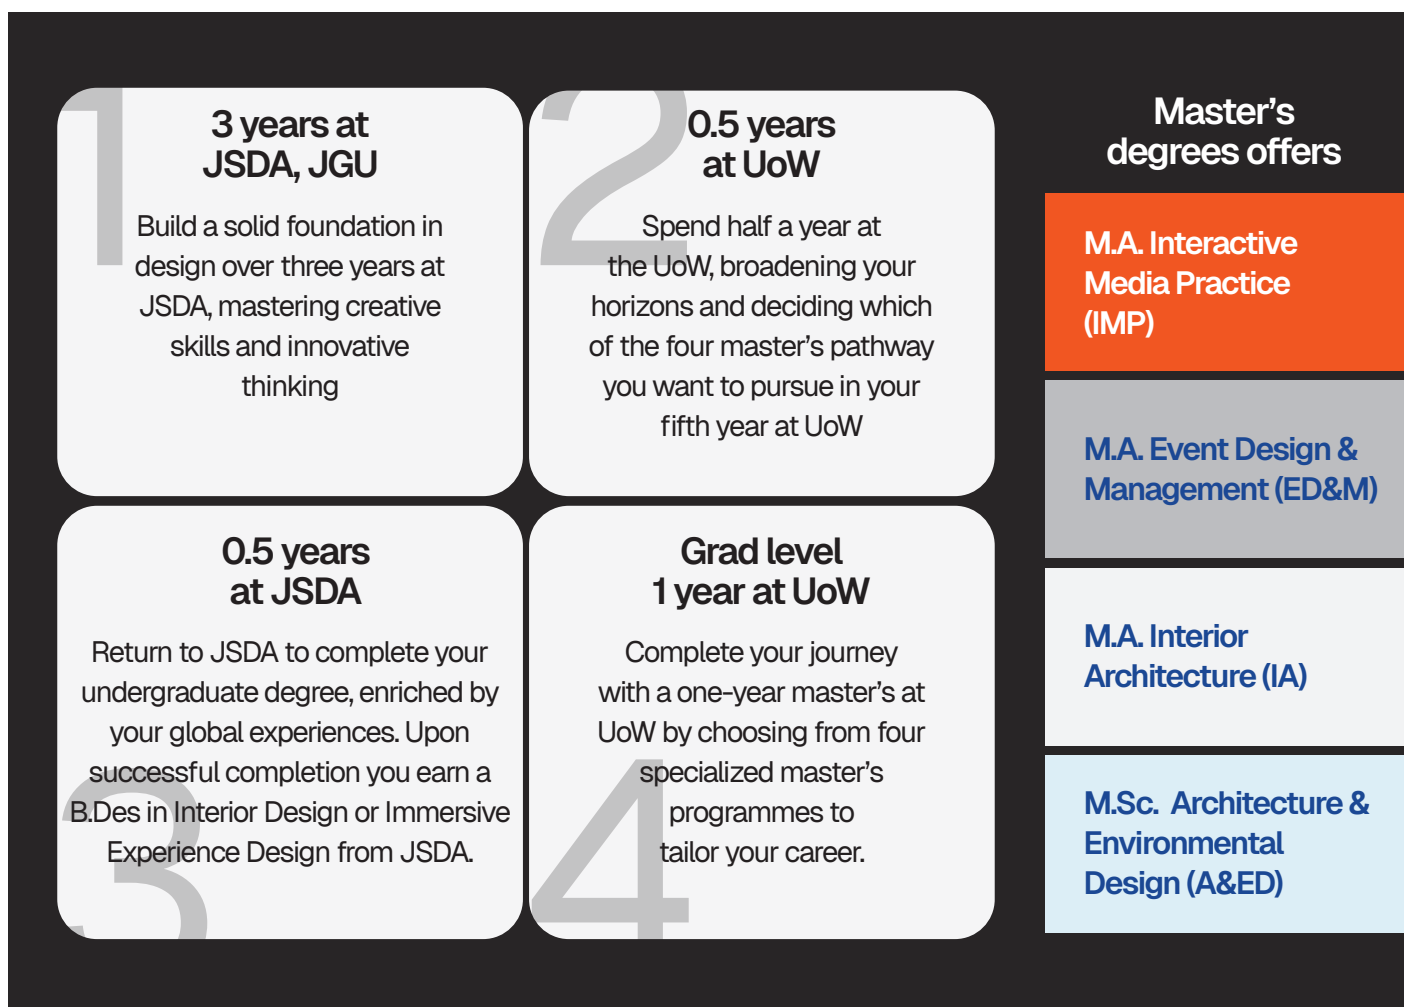 1
3 years at
JSDA, JGU
Build a solid foundation in
design over three years at
JSDA, mastering creative
skills and innovative
thinking
2
0.5 years
at UoW
Spend half a year at
the UoW, broadening your
horizons and deciding which
of the four master’s pathway
you want to pursue in your
fifth year at UoW
3
0.5 years
at JSDA
Return to JSDA to complete your
undergraduate degree, enriched by
your global experiences. Upon
successful completion you earn a
B.Des in Interior Design or Immersive
Experience Design from JSDA.
4
Grad level
1 year at UoW
Complete your journey
with a one-year master’s at
UoW by choosing from four
specialized master’s
programmes to
tailor your career.
Master’s
degrees offers
M.A. Interactive
Media Practice
(IMP)
M.A. Event Design &
Management (ED&M)
M.A. Interior
Architecture (IA)
M.Sc. Architecture &
Environmental
Design (A&ED)